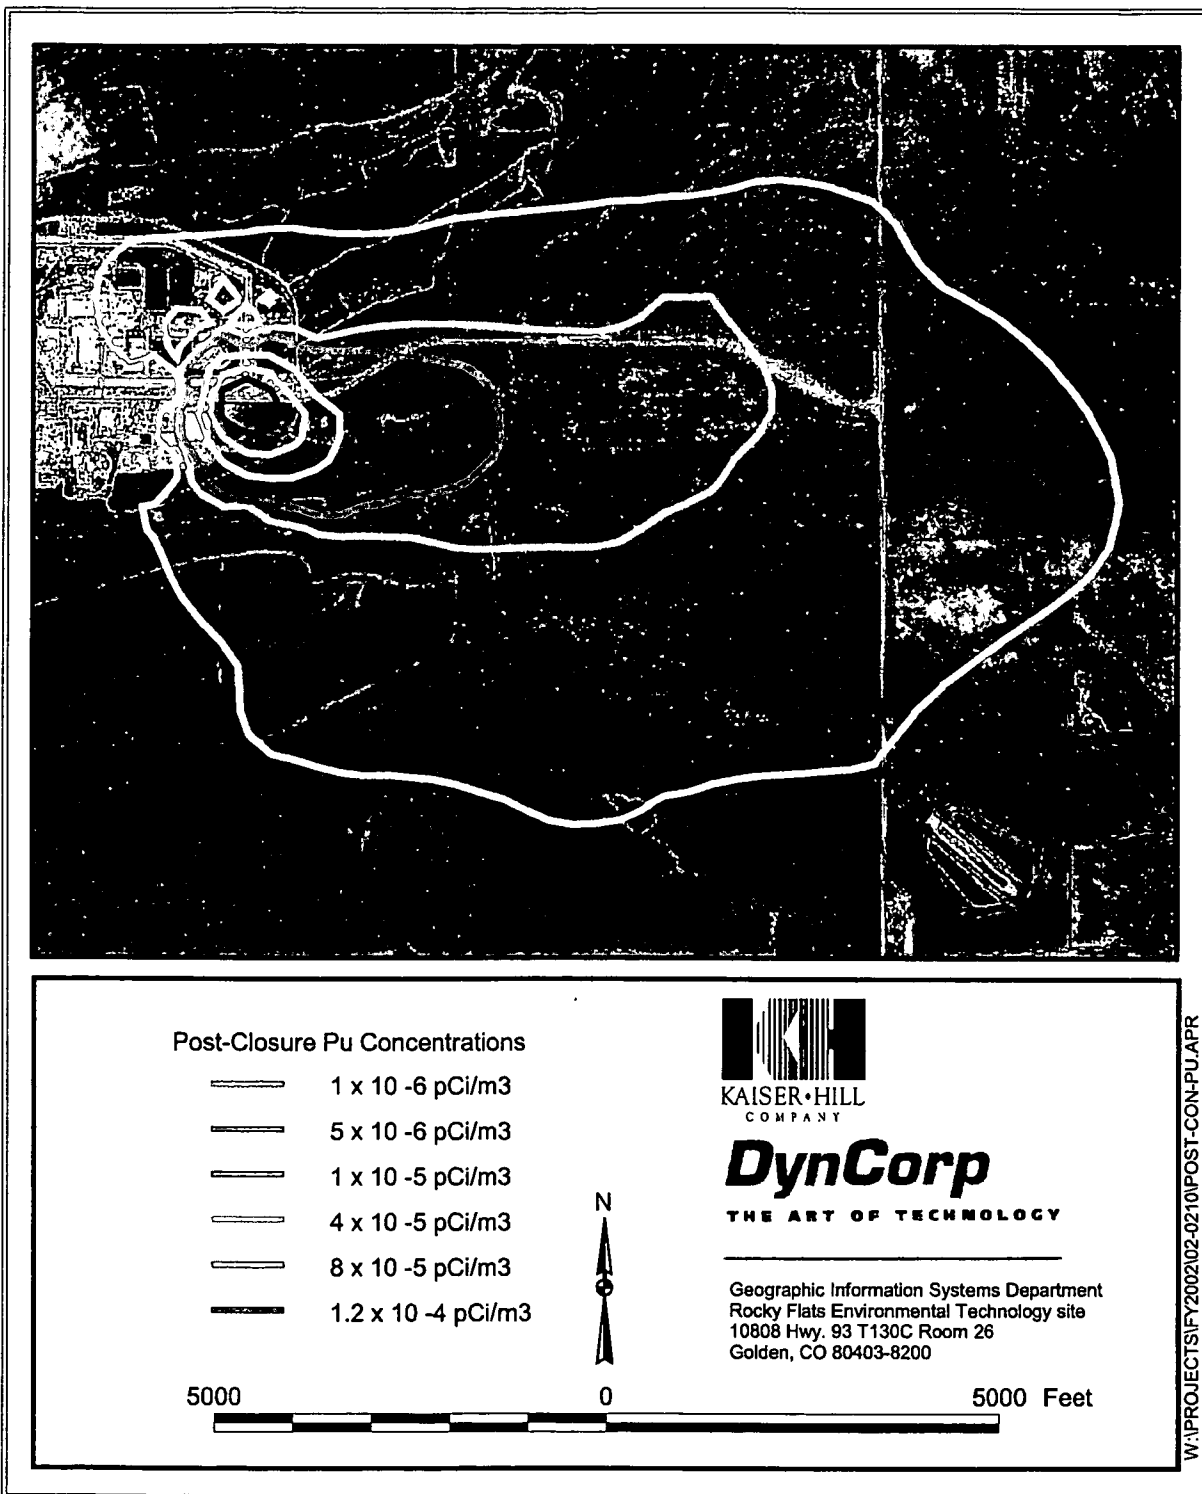 Post-Closure Pu Concentrations
1 x 10 -6 pCi/m3
5 x 10 -6 pCi/m3
1 x 10 -5 pCi/m3
4 x 10 -5 pCi/m3
8 x 10 -5 pCi/m3
1.2 x 10 -4 pCi/m3
N
5000 0 5000 Feet
KH
KAISER•HILL
COMPANY
DynCorp
THE ART OF TECHNOLOGY
Geographic Information Systems Department
Rocky Flats Environmental Technology site
10808 Hwy. 93 T130C Room 26
Golden, CO 80403-8200
W:\PROJECTS\FY2002\02-0210\POST-CON-PU.APR